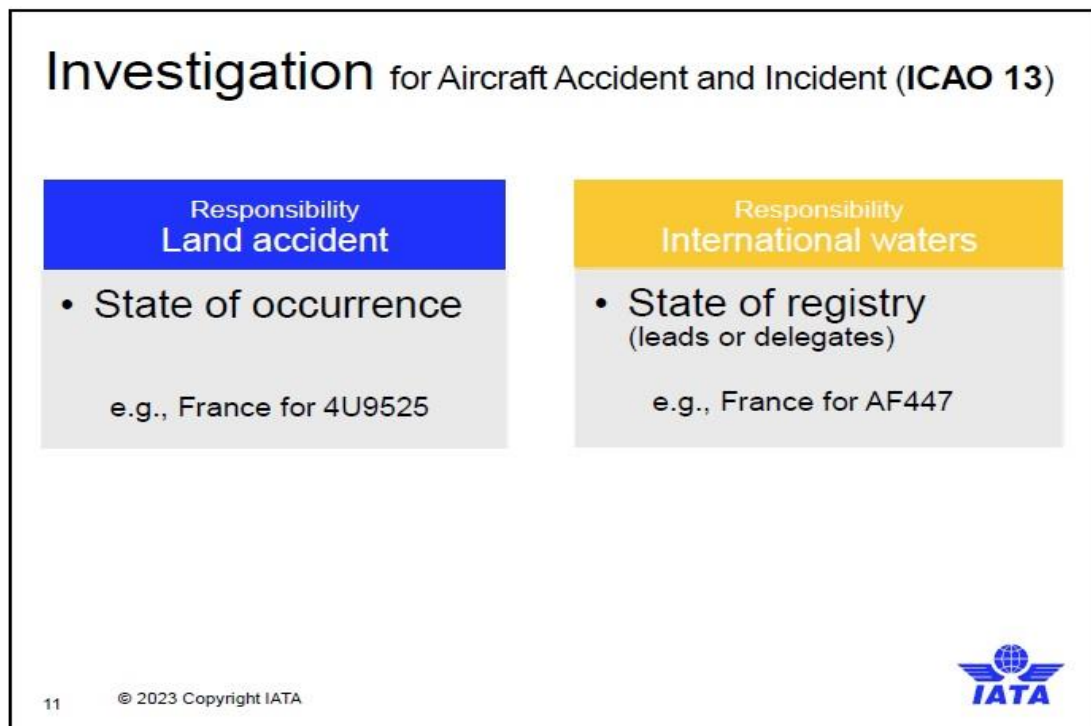 Investigation for Aircraft Accident and Incident (ICAO 13)
Responsibility
Land accident
• State of occurrence
e.g., France for 4U9525
Responsibility
International waters
• State of registry
(leads or delegates)
e.g., France for AF447
11 © 2023 Copyright IATA
IATA